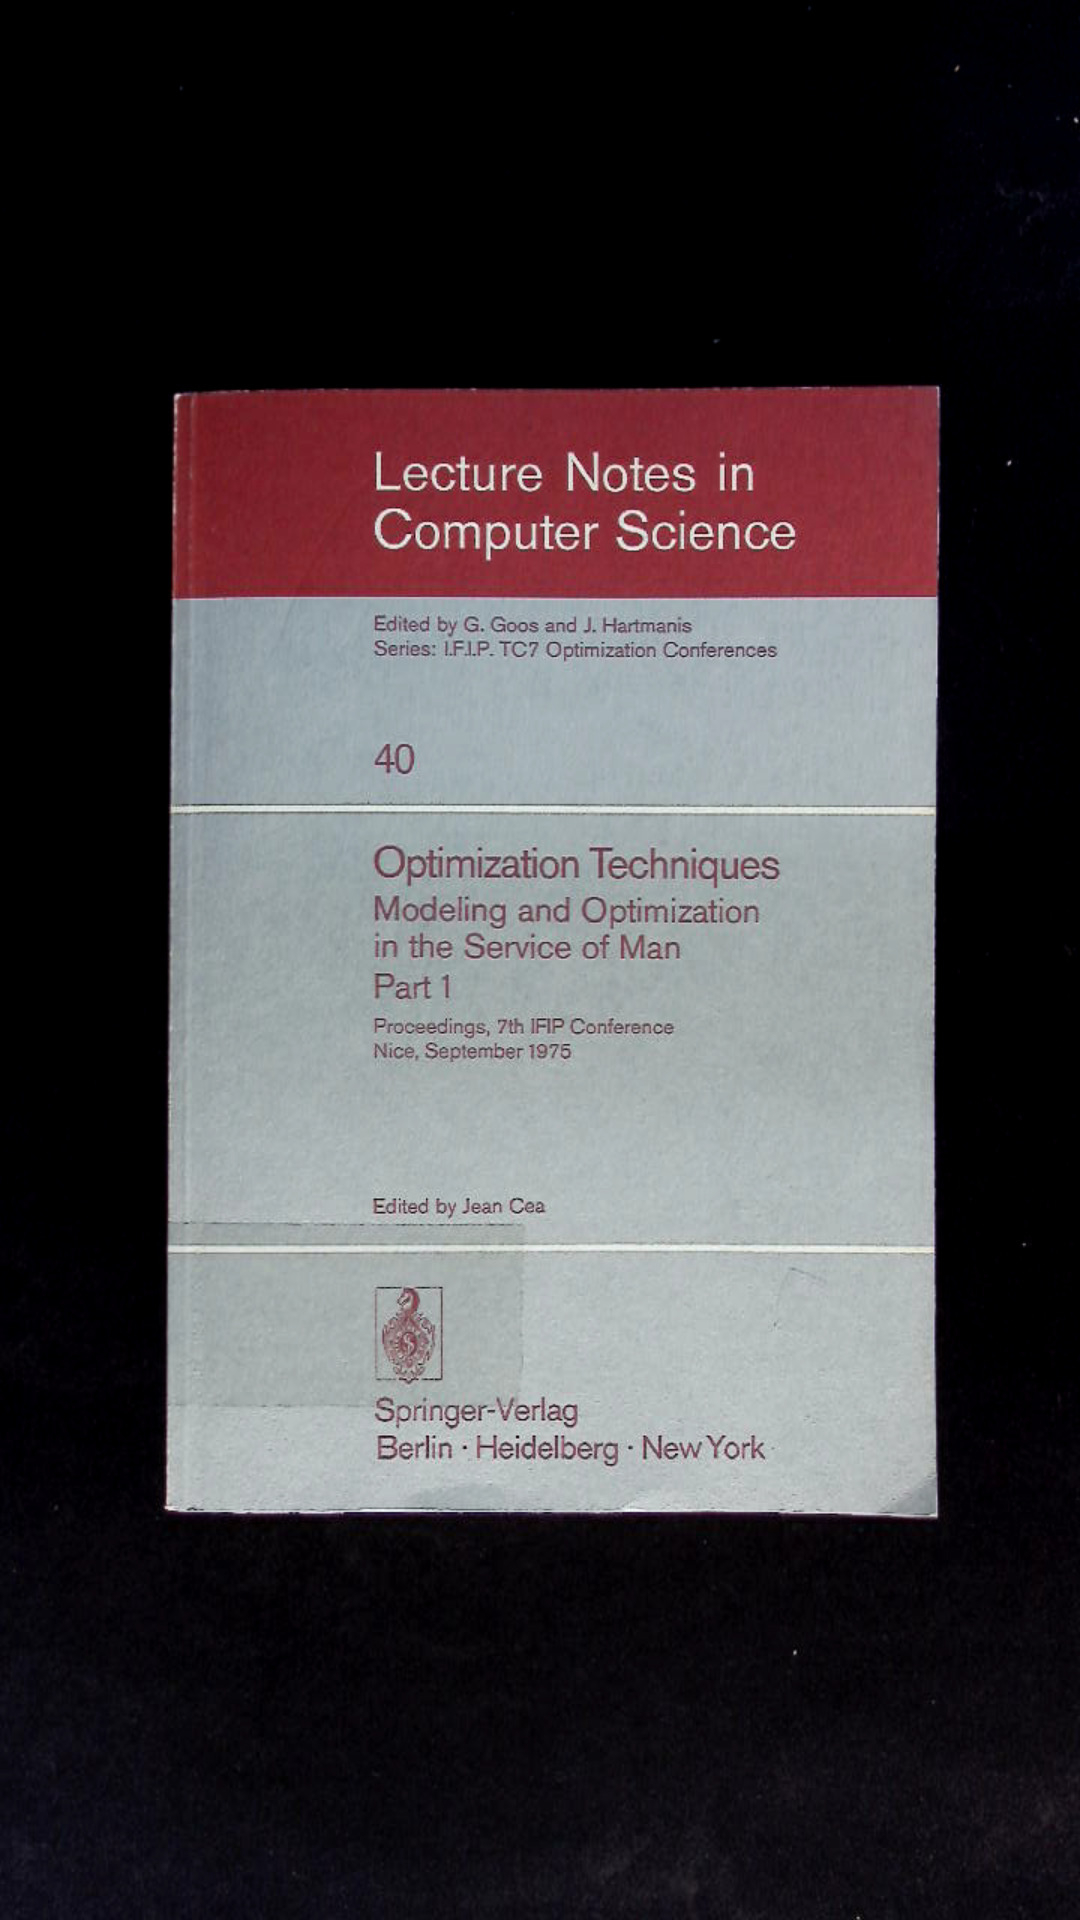 Lecture Notes in
Computer Science
Edited by G. Goos and J. Hartmanis
Series: I.F.I.P. TC7 Optimization Conferences
40
Optimization Techniques
Modeling and Optimization
in the Service of Man
Part 1
Proceedings, 7th IFIP Conference
Nice, September 1975
Edited by Jean Cea
Springer-Verlag
Berlin · Heidelberg · New York